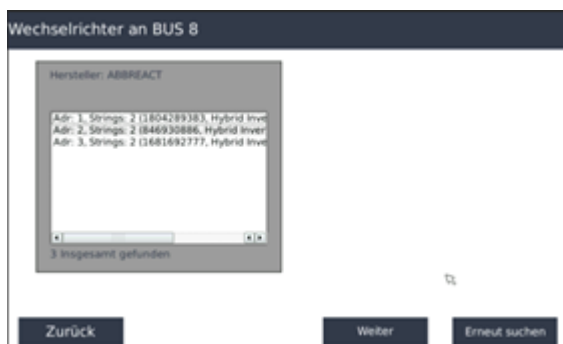 Wechselrichter an BUS 8
Hersteller: ABBREACT
Adr: 1, Strings: 2 (1804289383, Hybrid Inve
Adr: 2, Strings: 2 (846930886, Hybrid Inver
Adr: 3, Strings: 2 (1681692777, Hybrid Inve
3 Insgesamt gefunden
Zurück
Weiter
Erneut suchen